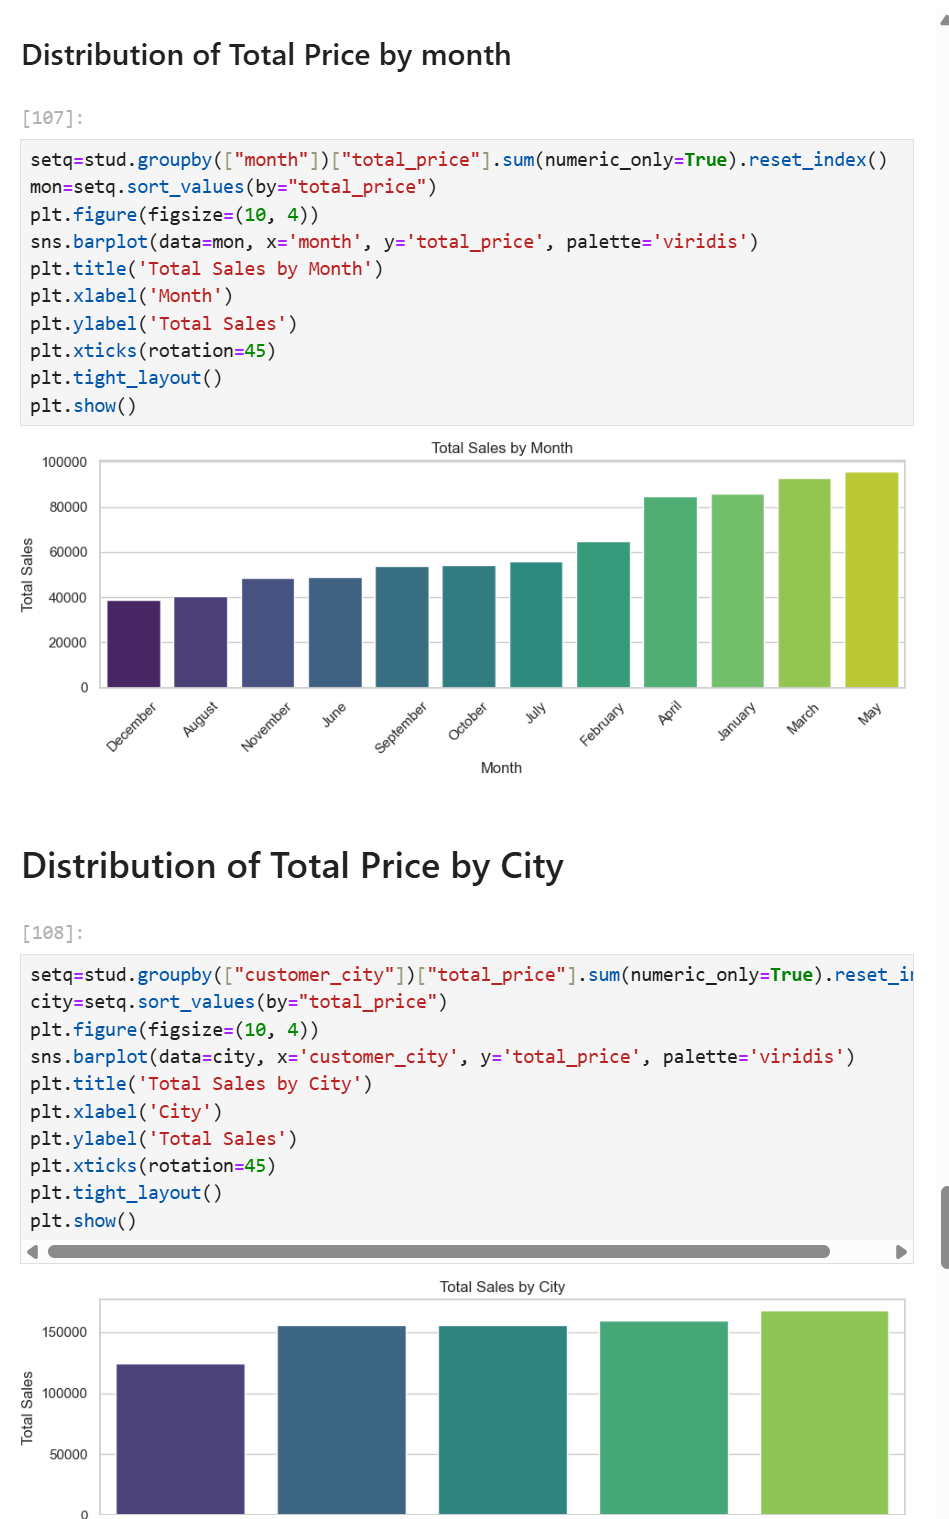 Distribution of Total Price by month
[107]:
setq=stud.groupby(["month"])["total_price"].sum(numeric_only=True).reset_index()
mon=setq.sort_values(by="total_price")
plt.figure(figsize=(10, 4))
sns.barplot(data=mon, x='month', y='total_price', palette='viridis')
plt.title('Total Sales by Month')
plt.xlabel('Month')
plt.ylabel('Total Sales')
plt.xticks(rotation=45)
plt.tight_layout()
plt.show()
Total Sales by Month
100000
80000
60000
40000
20000
0
Total Sales
December
August
November
June
September
October
July
February
April
January
March
May
Month
Distribution of Total Price by City
[108]:
setq=stud.groupby(["customer_city"])["total_price"].sum(numeric_only=True).reset_in
city=setq.sort_values(by="total_price")
plt.figure(figsize=(10, 4))
sns.barplot(data=city, x='customer_city', y='total_price', palette='viridis')
plt.title('Total Sales by City')
plt.xlabel('City')
plt.ylabel('Total Sales')
plt.xticks(rotation=45)
plt.tight_layout()
plt.show()
Total Sales by City
150000
100000
50000
0
Total Sales